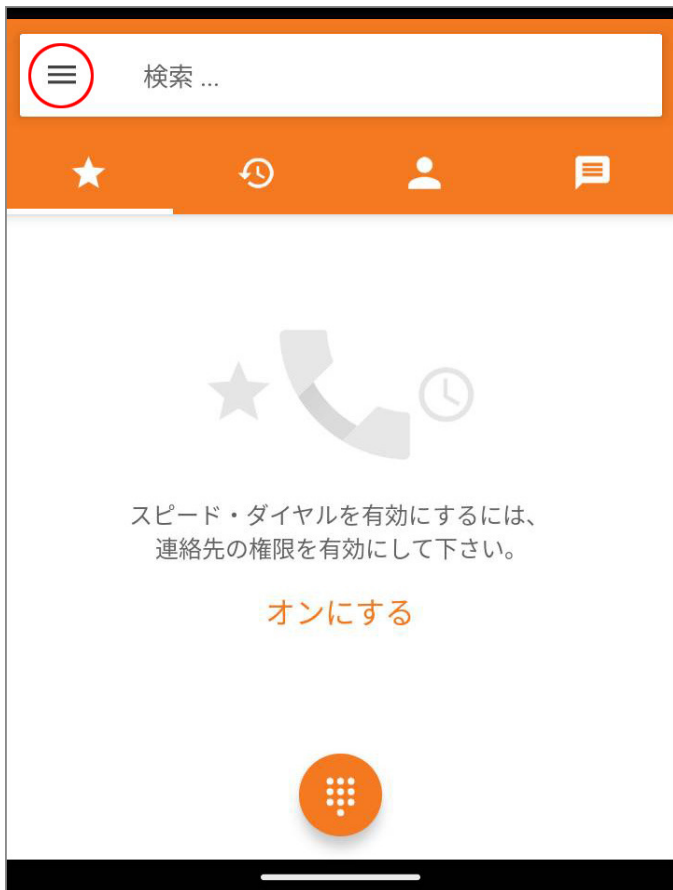 検索 ...
スピード・ダイヤルを有効にするには、
連絡先の権限を有効にして下さい。
オンにする